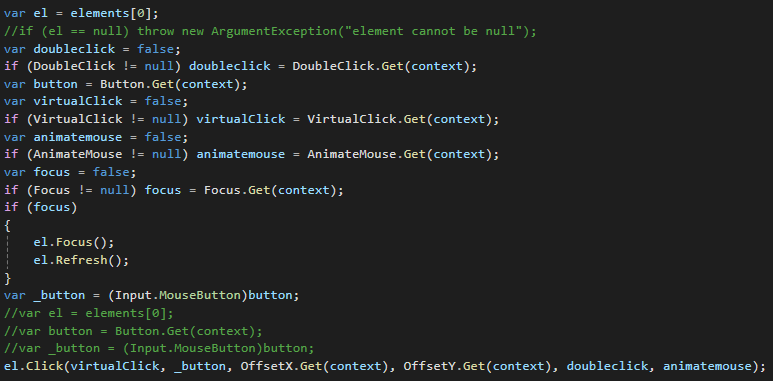 var el = elements[0];
//if (el == null) throw new ArgumentException("element cannot be null");
var doubleclick = false;
if (DoubleClick != null) doubleclick = DoubleClick.Get(context);
var button = Button.Get(context);
var virtualClick = false;
if (VirtualClick != null) virtualClick = VirtualClick.Get(context);
var animatemouse = false;
if (AnimateMouse != null) animatemouse = AnimateMouse.Get(context);
var focus = false;
if (Focus != null) focus = Focus.Get(context);
if (focus)
{
    el.Focus();
    el.Refresh();
}
var _button = (Input.MouseButton)button;
//var el = elements[0];
//var button = Button.Get(context);
//var _button = (Input.MouseButton)button;
el.Click(virtualClick, _button, OffsetX.Get(context), OffsetY.Get(context), doubleclick, animatemouse);